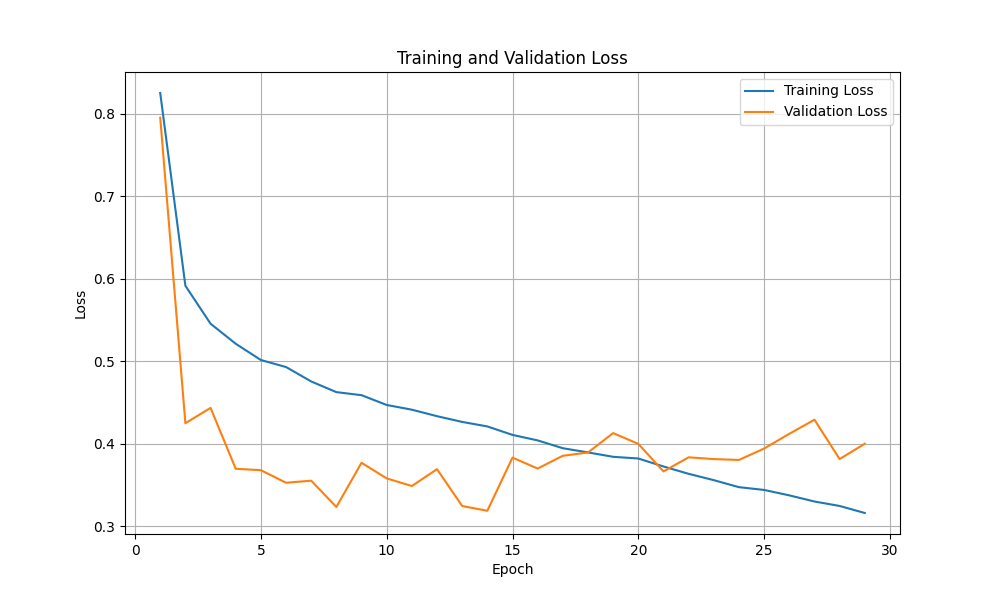 Training and Validation Loss
Training Loss
Validation Loss
0.8
0.7
0.6
0.5
0.4
0.3
Loss
0 5 10 15 20 25 30
Epoch